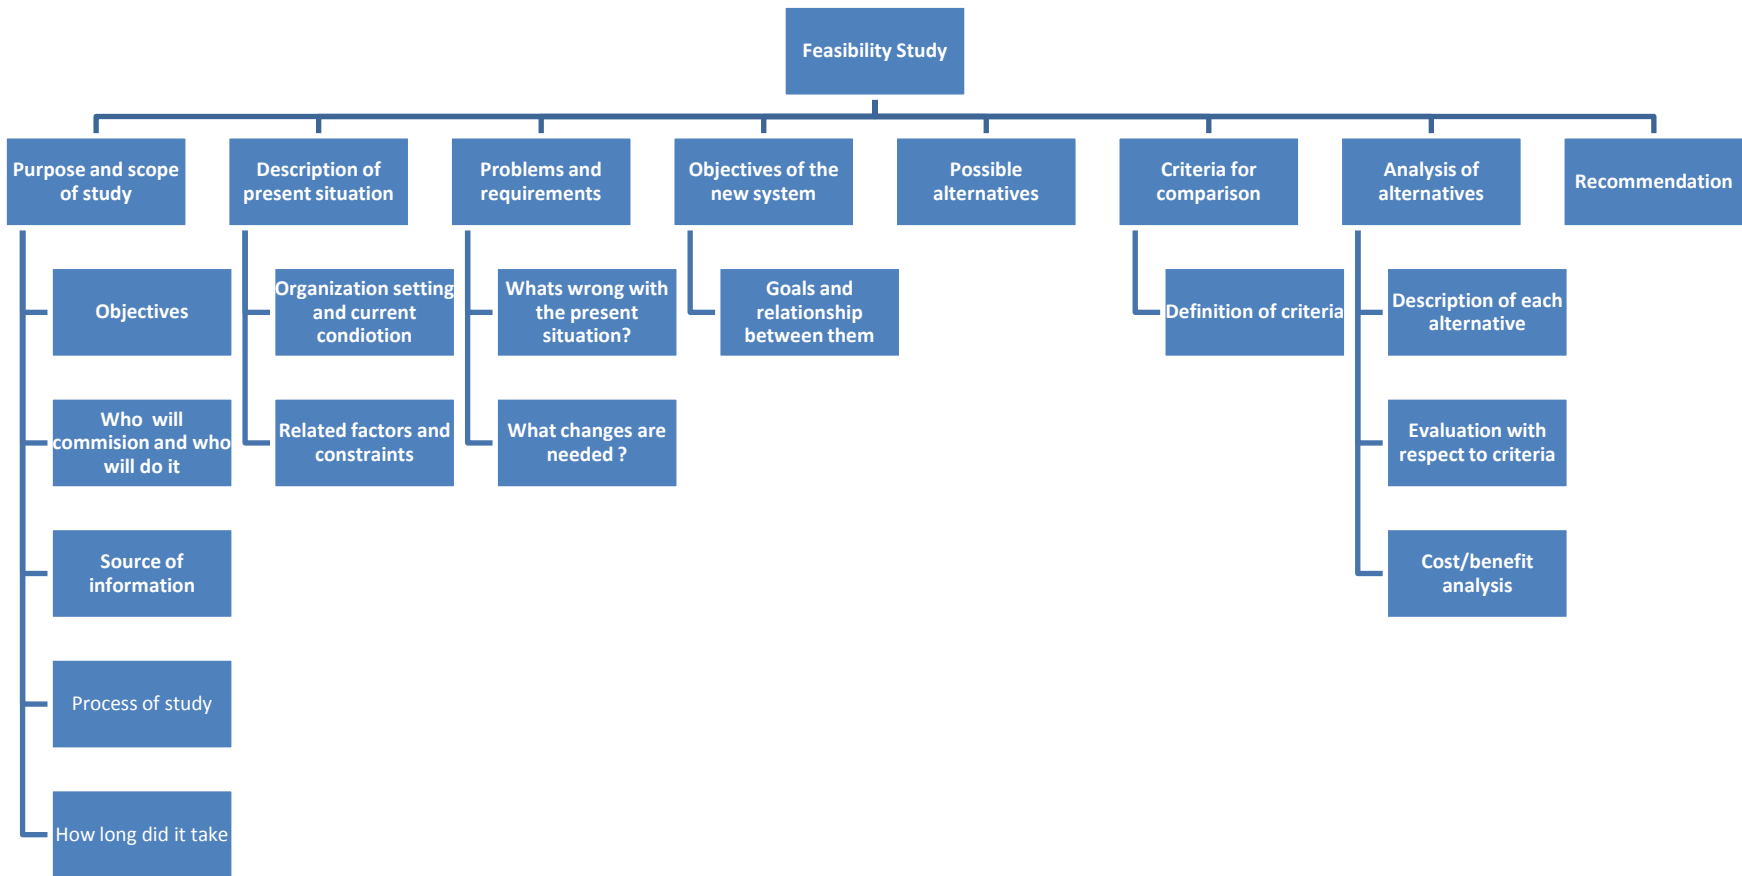 Feasibility Study
Purpose and scope
of study
Description of
present situation
Problems and
requirements
Objectives of the
new system
Possible
alternatives
Criteria for
comparison
Analysis of
alternatives
Recommendation
Objectives
Who  will
commision and who
will do it
Source of
information
Process of study
How long did it take
Organization setting
and current
condiotion
Related factors and
constraints
Whats wrong with
the present
situation?
What changes are
needed ?
Goals and
relationship
between them
Definition of criteria
Description of each
alternative
Evaluation with
respect to criteria
Cost/benefit
analysis